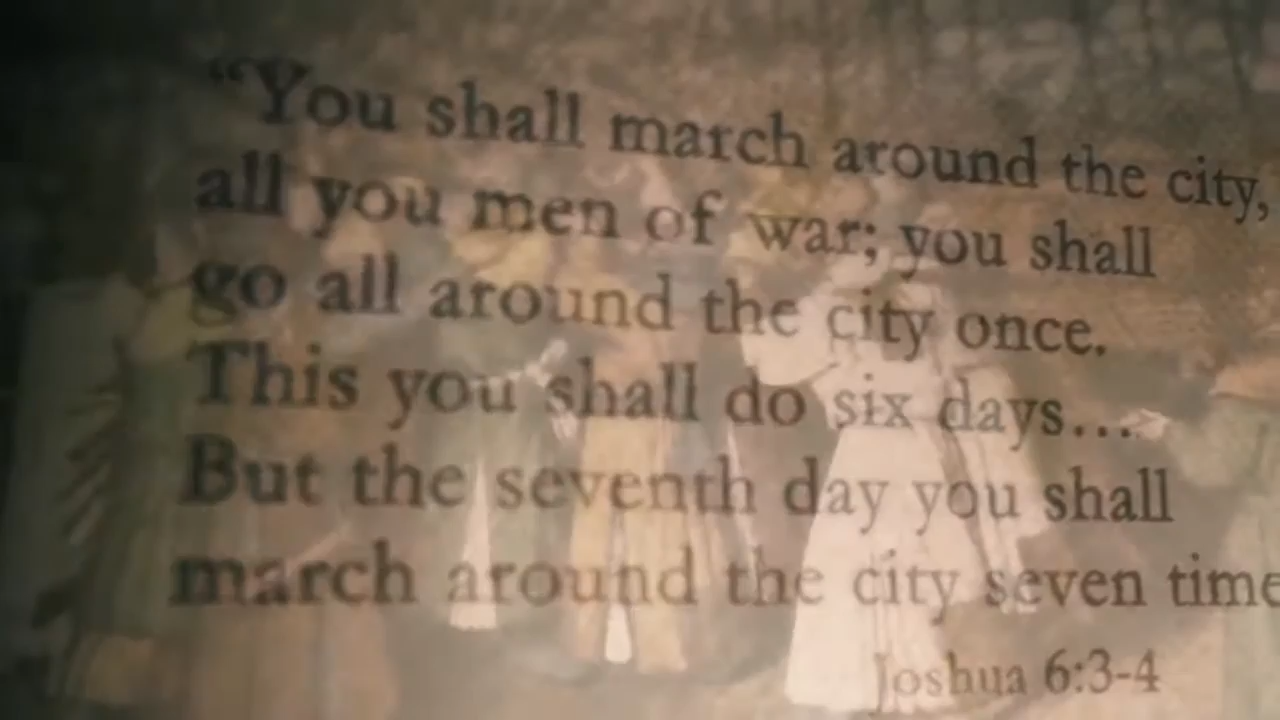 “You shall march around the city,
all you men of war; you shall
go all around the city once.
This you shall do six days...
But the seventh day you shall
march around the city seven time
Joshua 6:3-4